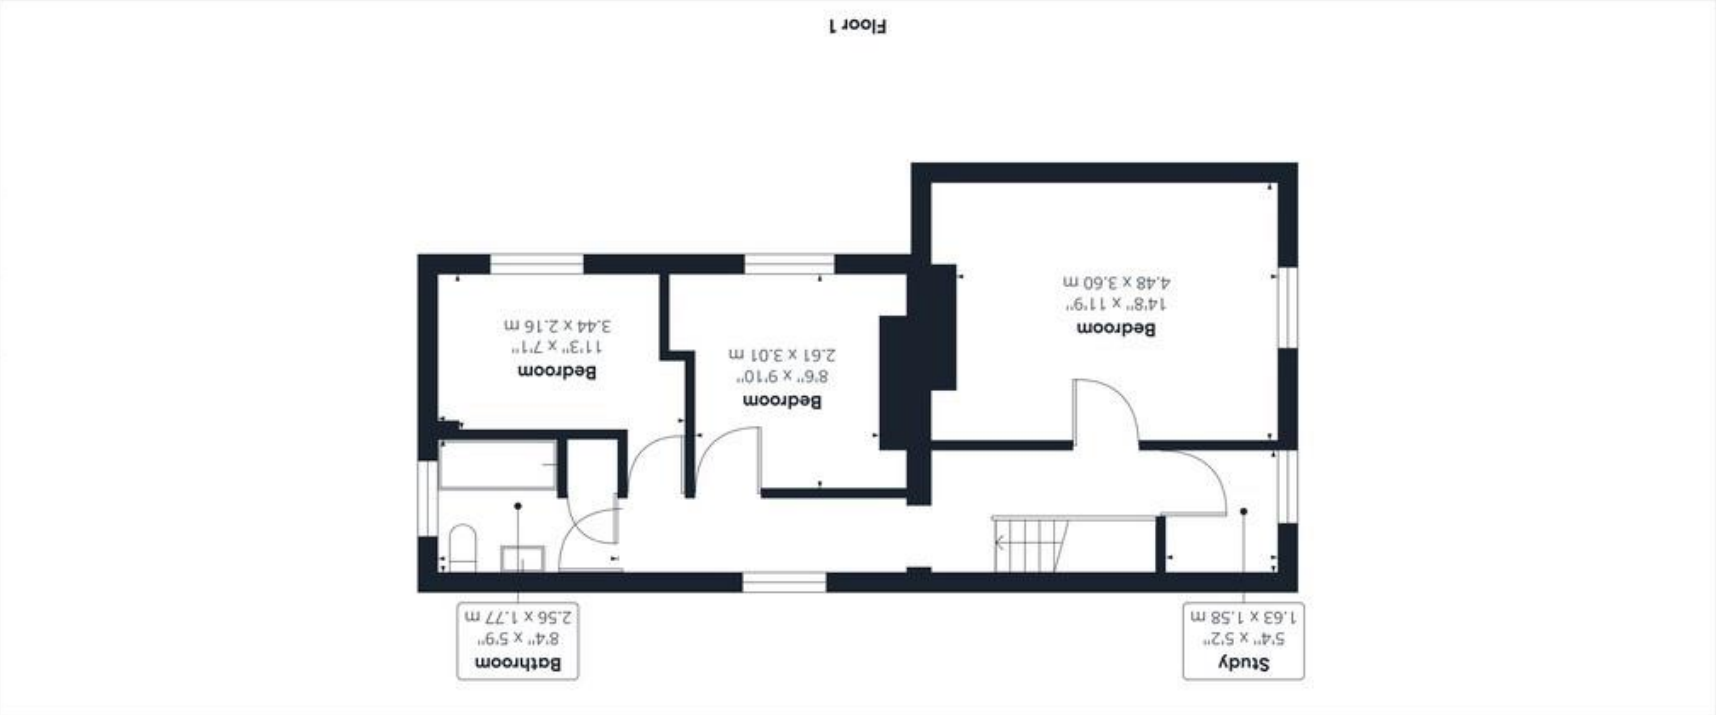 Study
5'4" x 5'2"
1.63 x 1.58 m
Bathroom
8'4" x 5'9"
2.56 x 1.77 m
Bedroom
14'8" x 11'9"
4.48 x 3.60 m
Bedroom
8'6" x 9'10"
2.61 x 3.01 m
Bedroom
11'3" x 7'1"
3.44 x 2.16 m
Floor 1